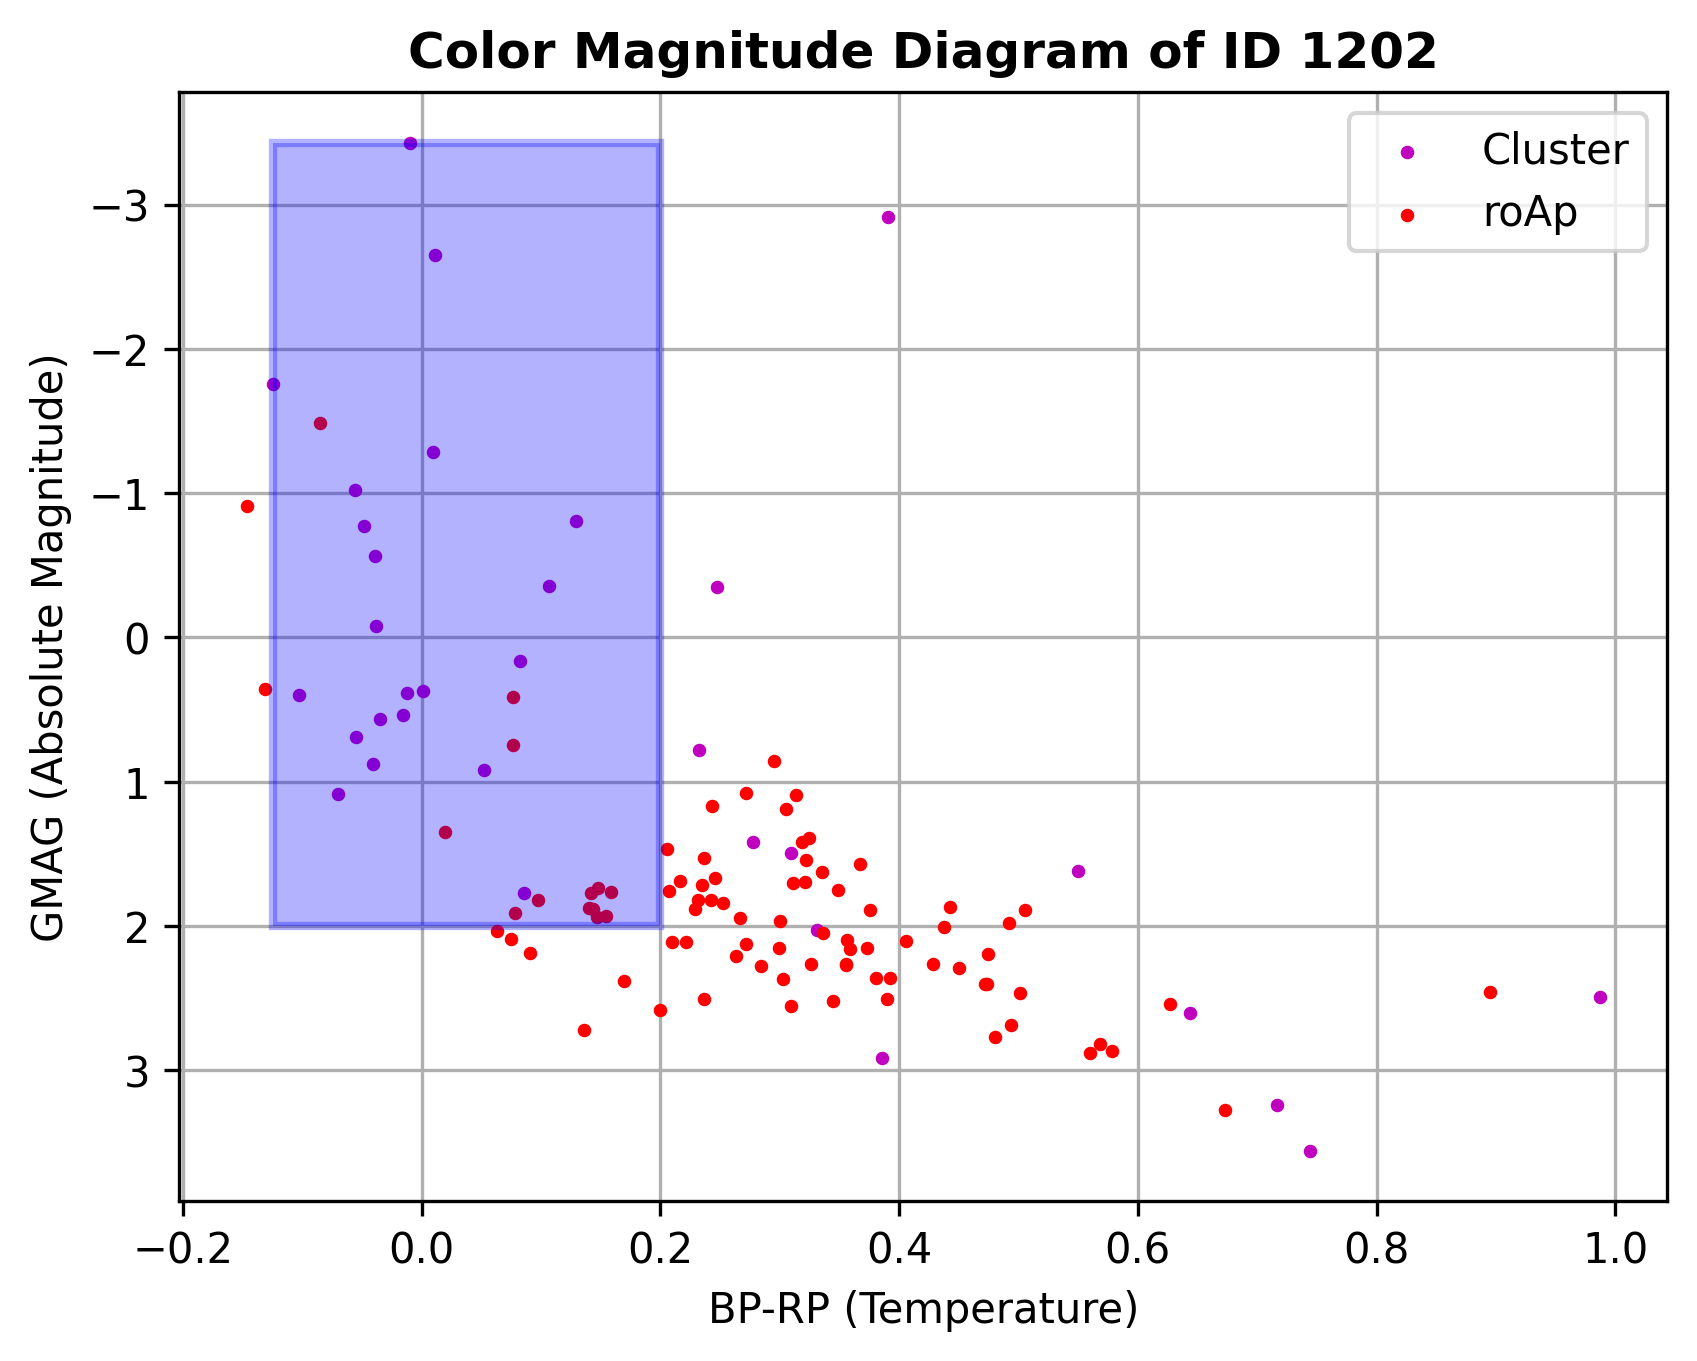 Color Magnitude Diagram of ID 1202
Cluster
roAp
−3
−2
−1
0
1
2
3
GMAG (Absolute Magnitude)
−0.2 0.0 0.2 0.4 0.6 0.8 1.0
BP-RP (Temperature)